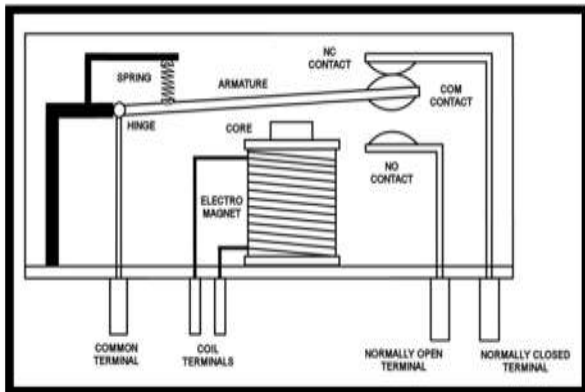 NC
CONTACT
SPRING
ARMATURE
COM
CONTACT
HINGE
CORE
NO
CONTACT
ELECTRO
MAGNET
COMMON
TERMINAL
COIL
TERMINALS
NORMALLY OPEN
TERMINAL
NORMALLY CLOSED
TERMINAL